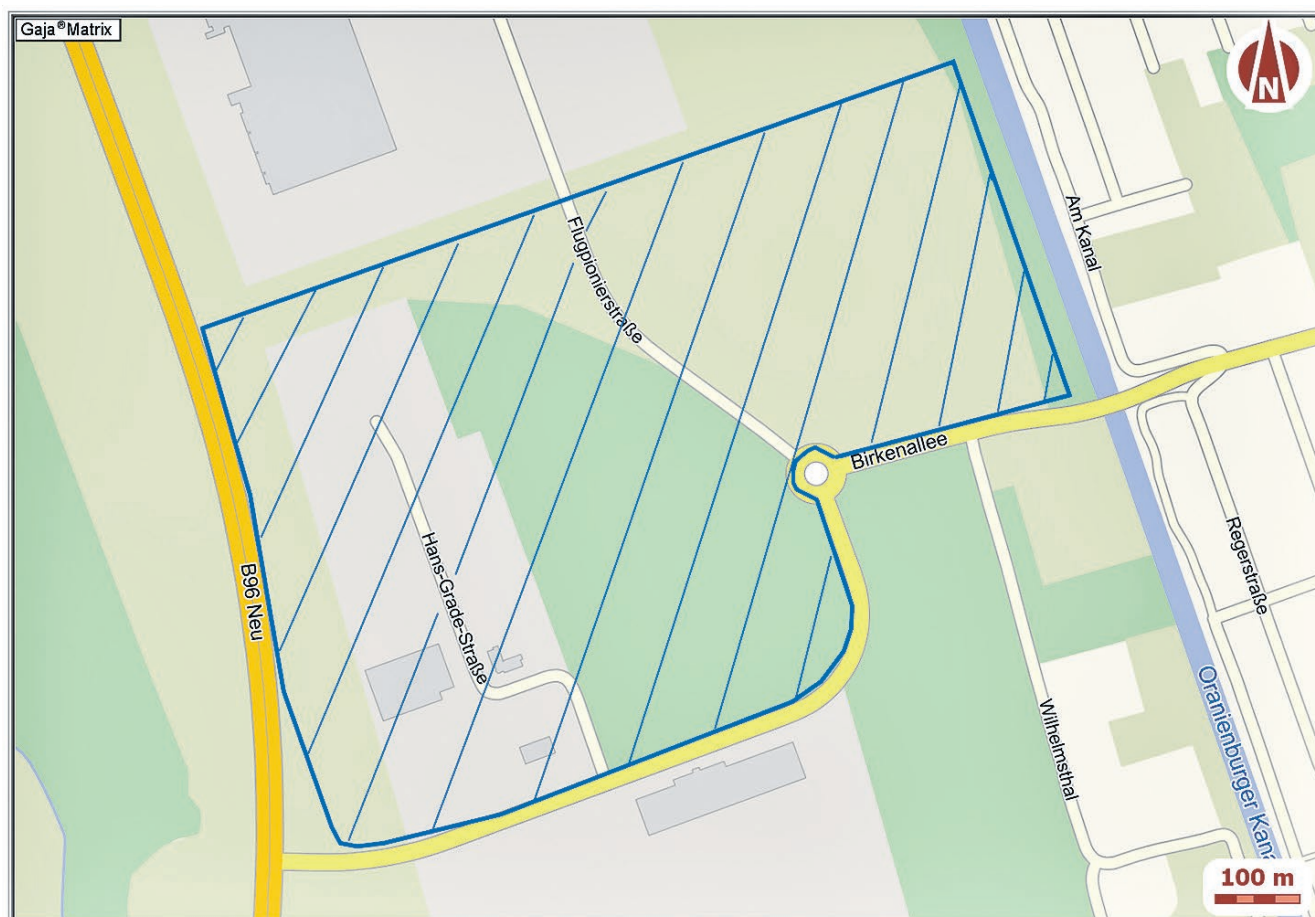 Gaja®Matrix
N
Flugpionierstraße
Am Kanal
Birkenallee
Hans-Grade-Straße
B96 Neu
Regerstraße
Wilhelmsthal
Oranienburger Kana
100 m